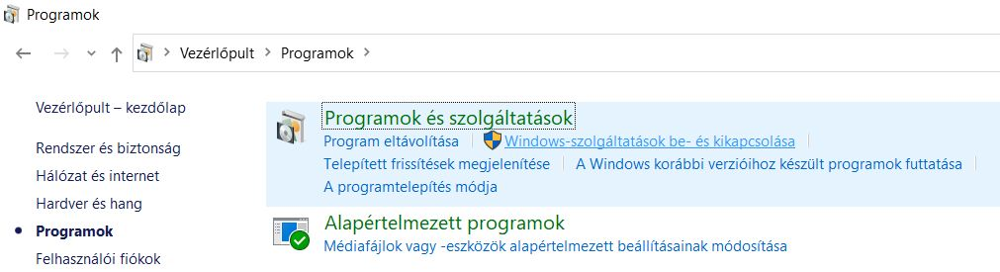 Programok
Vezérlőpult Programok
Vezérlőpult – kezdőlap
Rendszer és biztonság
Hálózat és internet
Hardver és hang
Programok
Felhasználói fiókok
Programok és szolgáltatások
Program eltávolítása Windows-szolgáltatások be- és kikapcsolása
Telepített frissítések megjelenítése A Windows korábbi verzióihoz készült programok futtatása
A programtelepítés módja
Alapértelmezett programok
Médiafájlok vagy -eszközök alapértelmezett beállításainak módosítása